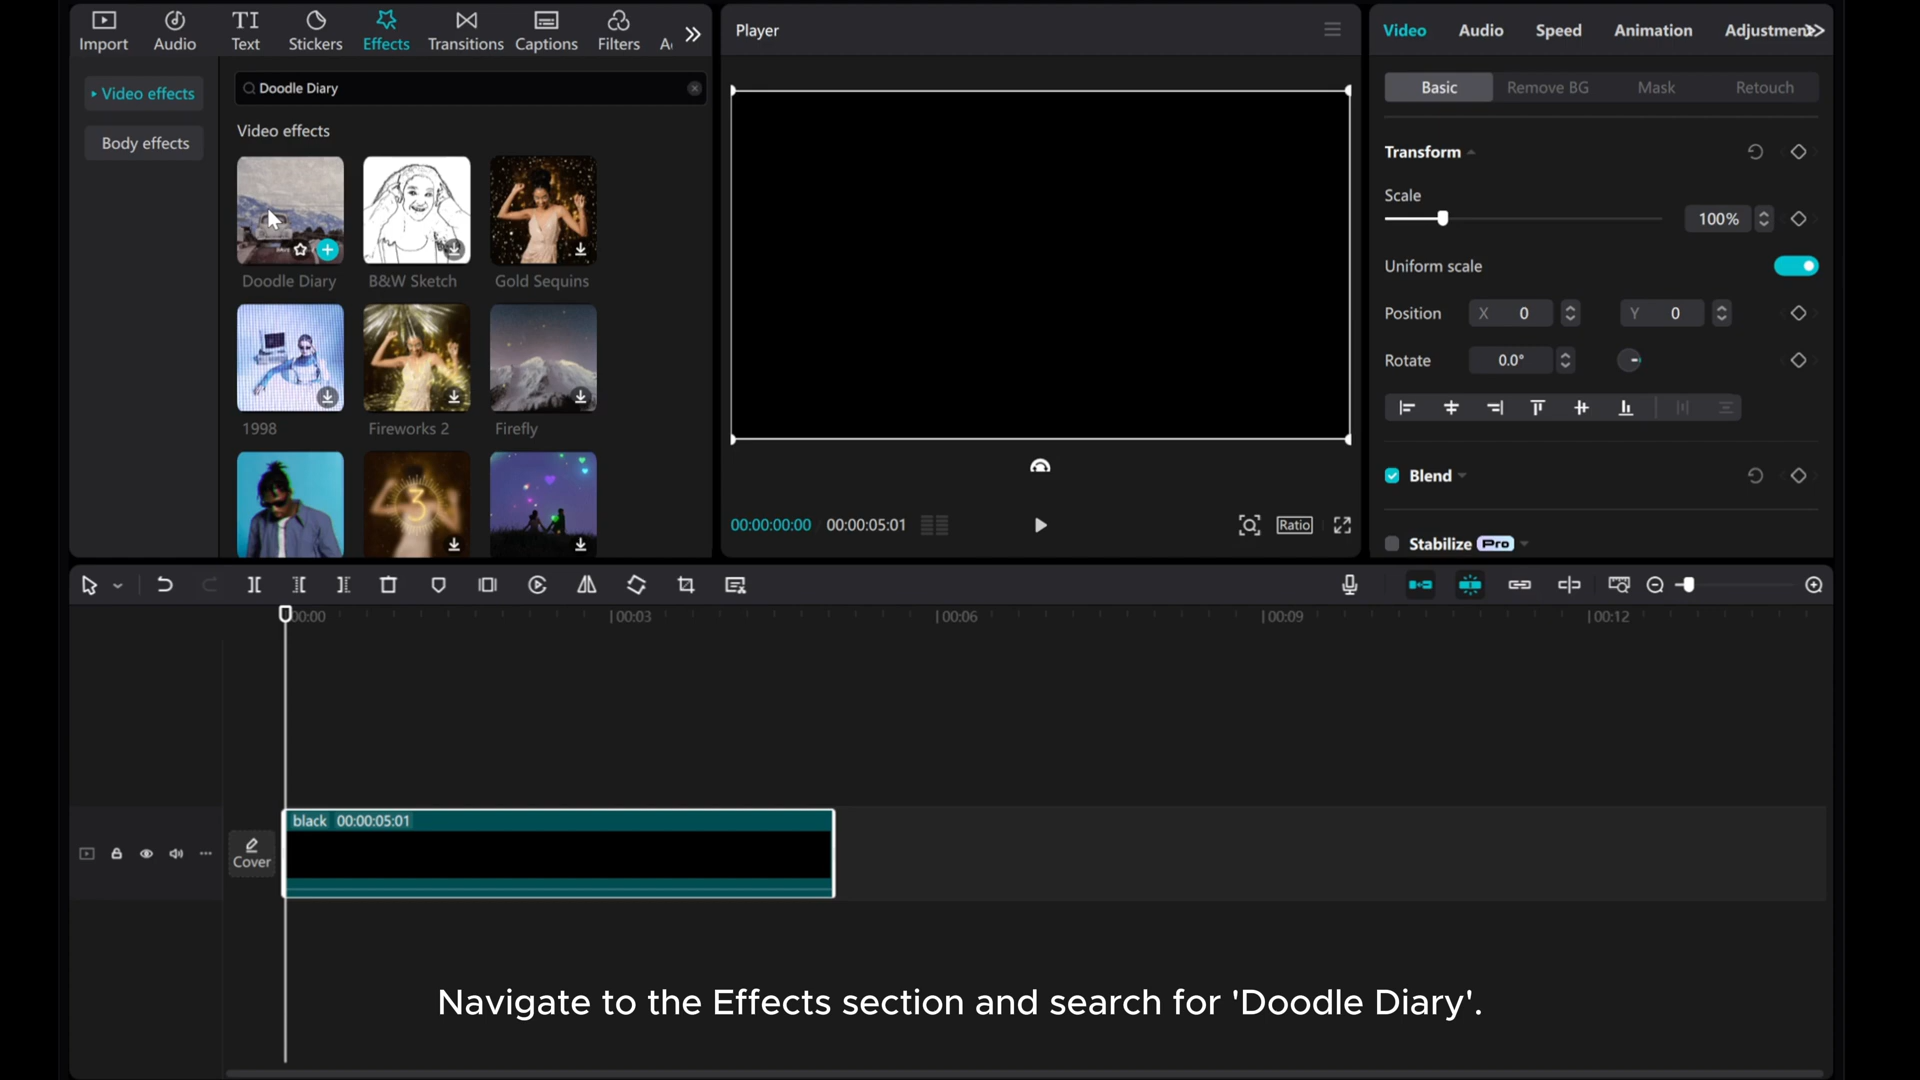 Import
Audio
Text
Stickers
Effects
Transitions
Captions
Filters
Player
Video
Audio
Speed
Animation
Adjustment
Video effects
Body effects
Doodle Diary
Video effects
Doodle Diary
B&W Sketch
Gold Sequins
1998
Fireworks 2
Firefly
3
Basic
Remove BG
Mask
Retouch
Transform
Scale
100%
Uniform scale
Position
X 0
Y 0
Rotate
0.0°
Blend
Stabilize Pro
00:00:00:00
00:00:05:01
Ratio
00:00
00:03
00:06
00:09
00:12
Cover
black 00:00:05:01
Navigate to the Effects section and search for 'Doodle Diary'.